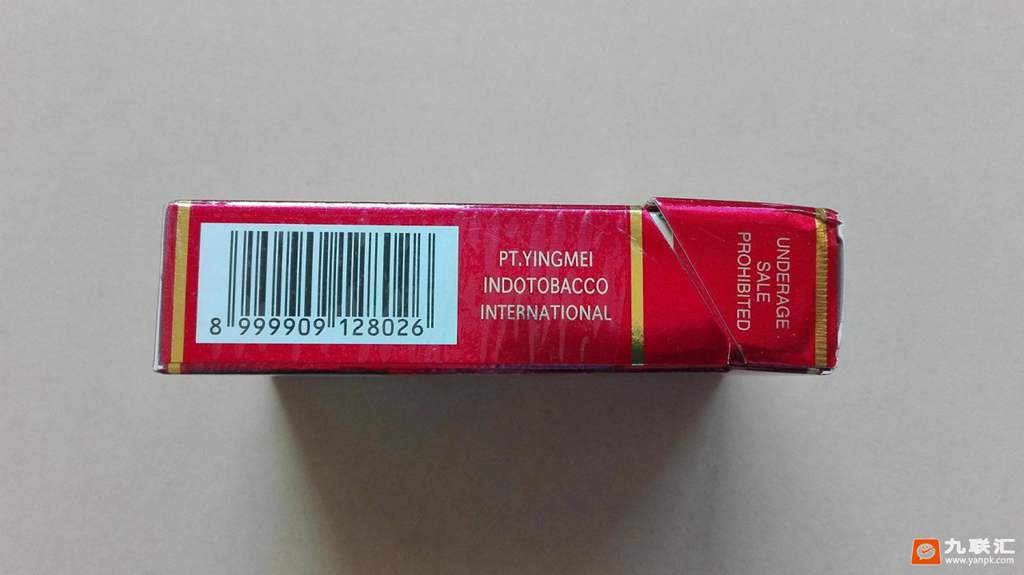 8 999909 128026
PT.YINGMEI
INDOTOBACCO
INTERNATIONAL
UNDERAGE
SALE
PROHIBITED
九联汇
www.yanpk.com